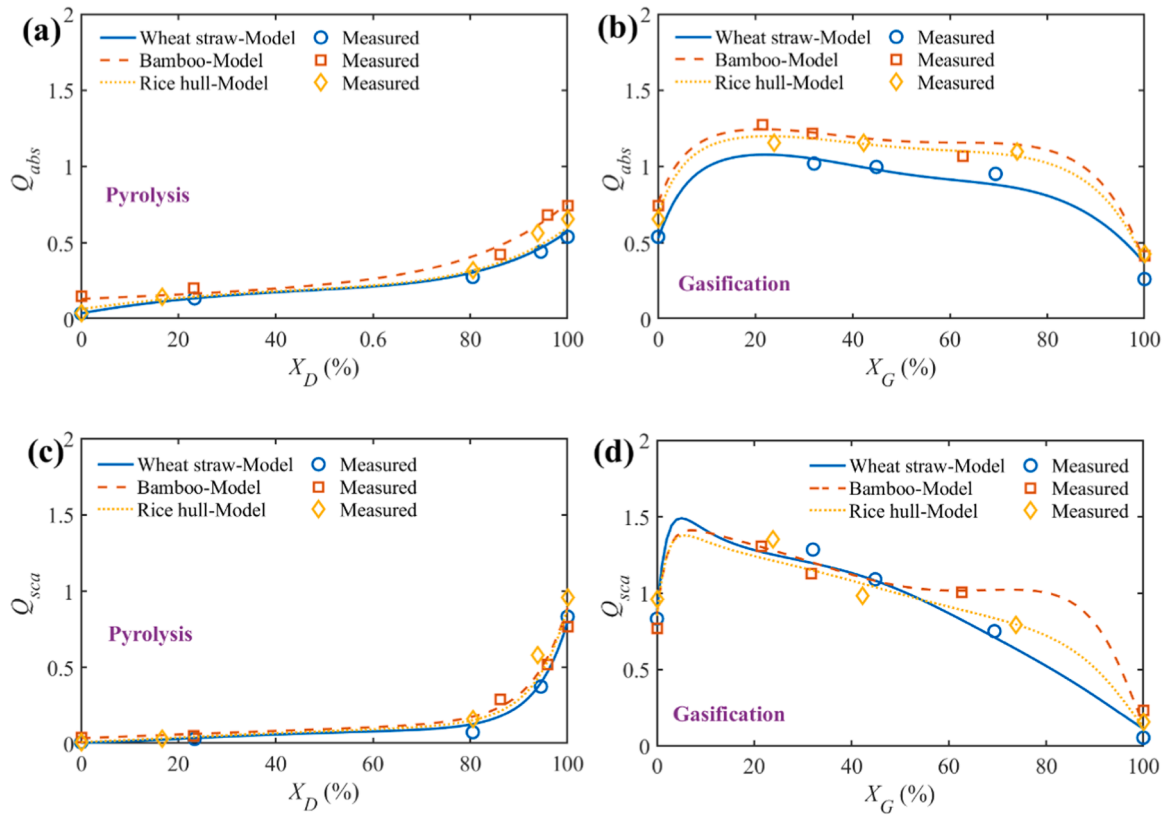 (a)
2
1.5
1
0.5
0
Q_abs
Wheat straw-Model Measured
Bamboo-Model Measured
Rice hull-Model Measured
Pyrolysis
0 20 40 0.6 80 100
X_D (%)
(b)
2
1.5
1
0.5
0
Q_abs
Wheat straw-Model Measured
Bamboo-Model Measured
Rice hull-Model Measured
Gasification
0 20 40 60 80 100
X_G (%)
(c)
2
1.5
1
0.5
0
Q_sca
Wheat straw-Model Measured
Bamboo-Model Measured
Rice hull-Model Measured
Pyrolysis
0 20 40 60 80 100
X_D (%)
(d)
2
1.5
1
0.5
0
Q_sca
Wheat straw-Model Measured
Bamboo-Model Measured
Rice hull-Model Measured
Gasification
0 20 40 60 80 100
X_G (%)